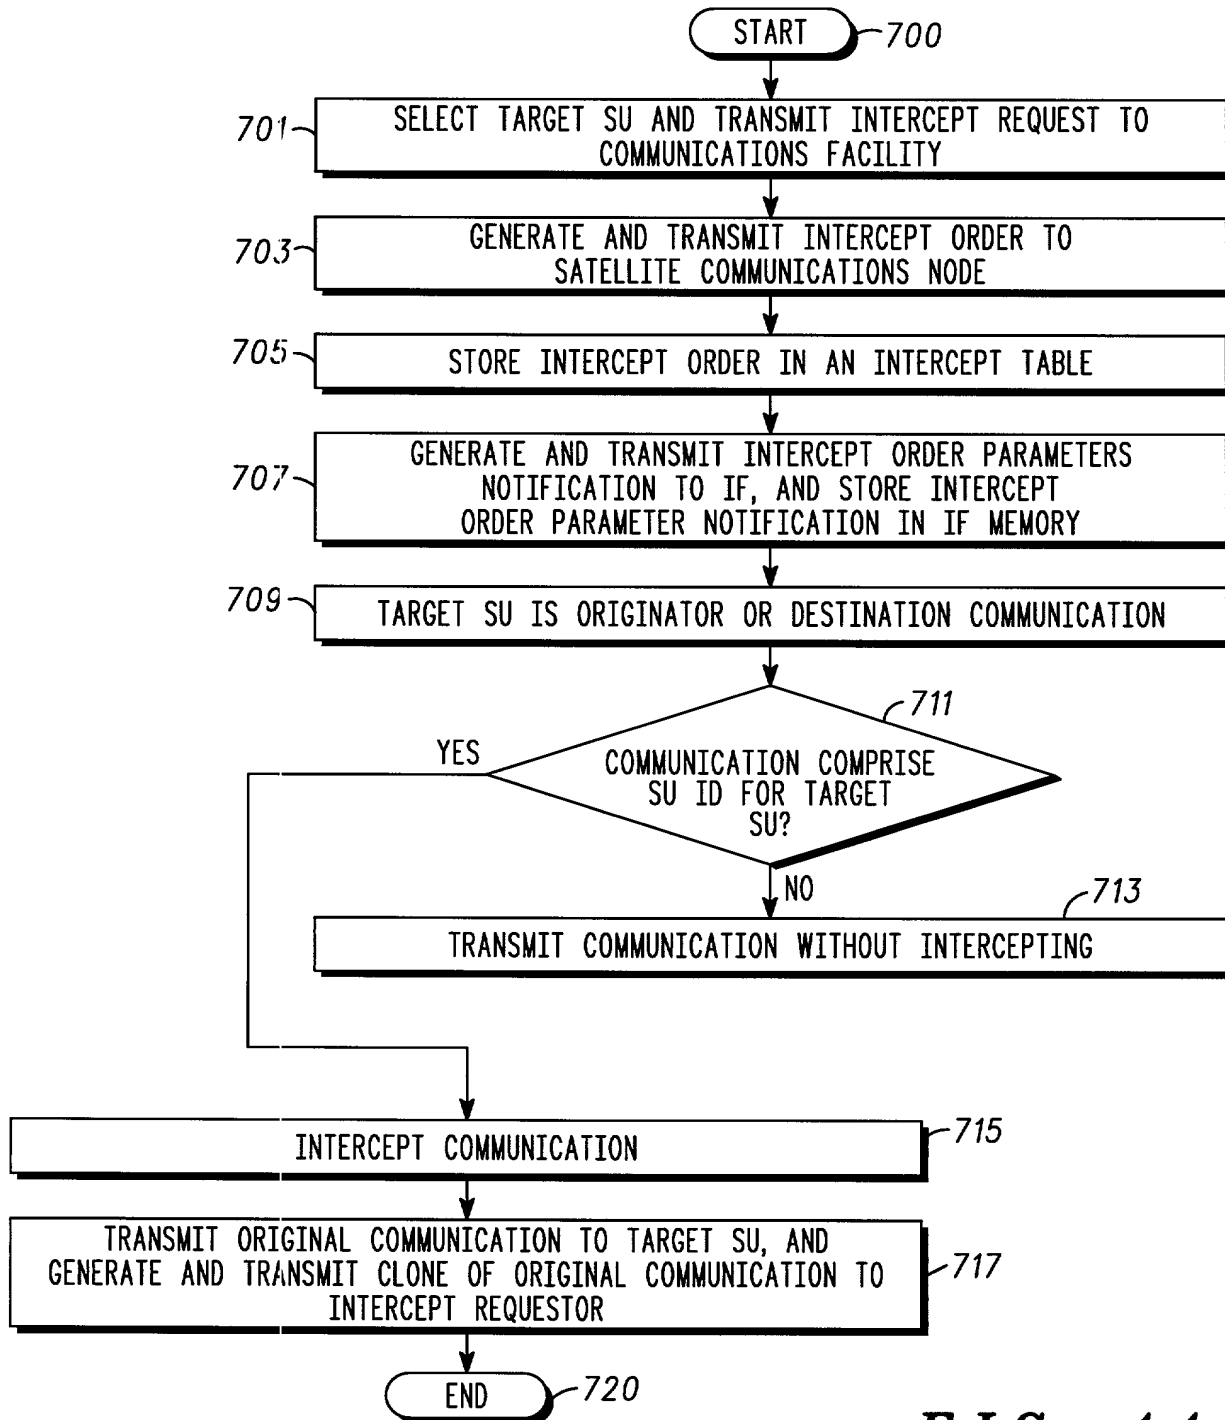 START
700
701
SELECT TARGET SU AND TRANSMIT INTERCEPT REQUEST TO
COMMUNICATIONS FACILITY
703
GENERATE AND TRANSMIT INTERCEPT ORDER TO
SATELLITE COMMUNICATIONS NODE
705
STORE INTERCEPT ORDER IN AN INTERCEPT TABLE
707
GENERATE AND TRANSMIT INTERCEPT ORDER PARAMETERS
NOTIFICATION TO IF, AND STORE INTERCEPT
ORDER PARAMETER NOTIFICATION IN IF MEMORY
709
TARGET SU IS ORIGINATOR OR DESTINATION COMMUNICATION
711
YES
COMMUNICATION COMPRISE
SU ID FOR TARGET
SU?
NO
713
TRANSMIT COMMUNICATION WITHOUT INTERCEPTING
INTERCEPT COMMUNICATION
715
TRANSMIT ORIGINAL COMMUNICATION TO TARGET SU, AND
GENERATE AND TRANSMIT CLONE OF ORIGINAL COMMUNICATION TO
INTERCEPT REQUESTOR
717
END
720